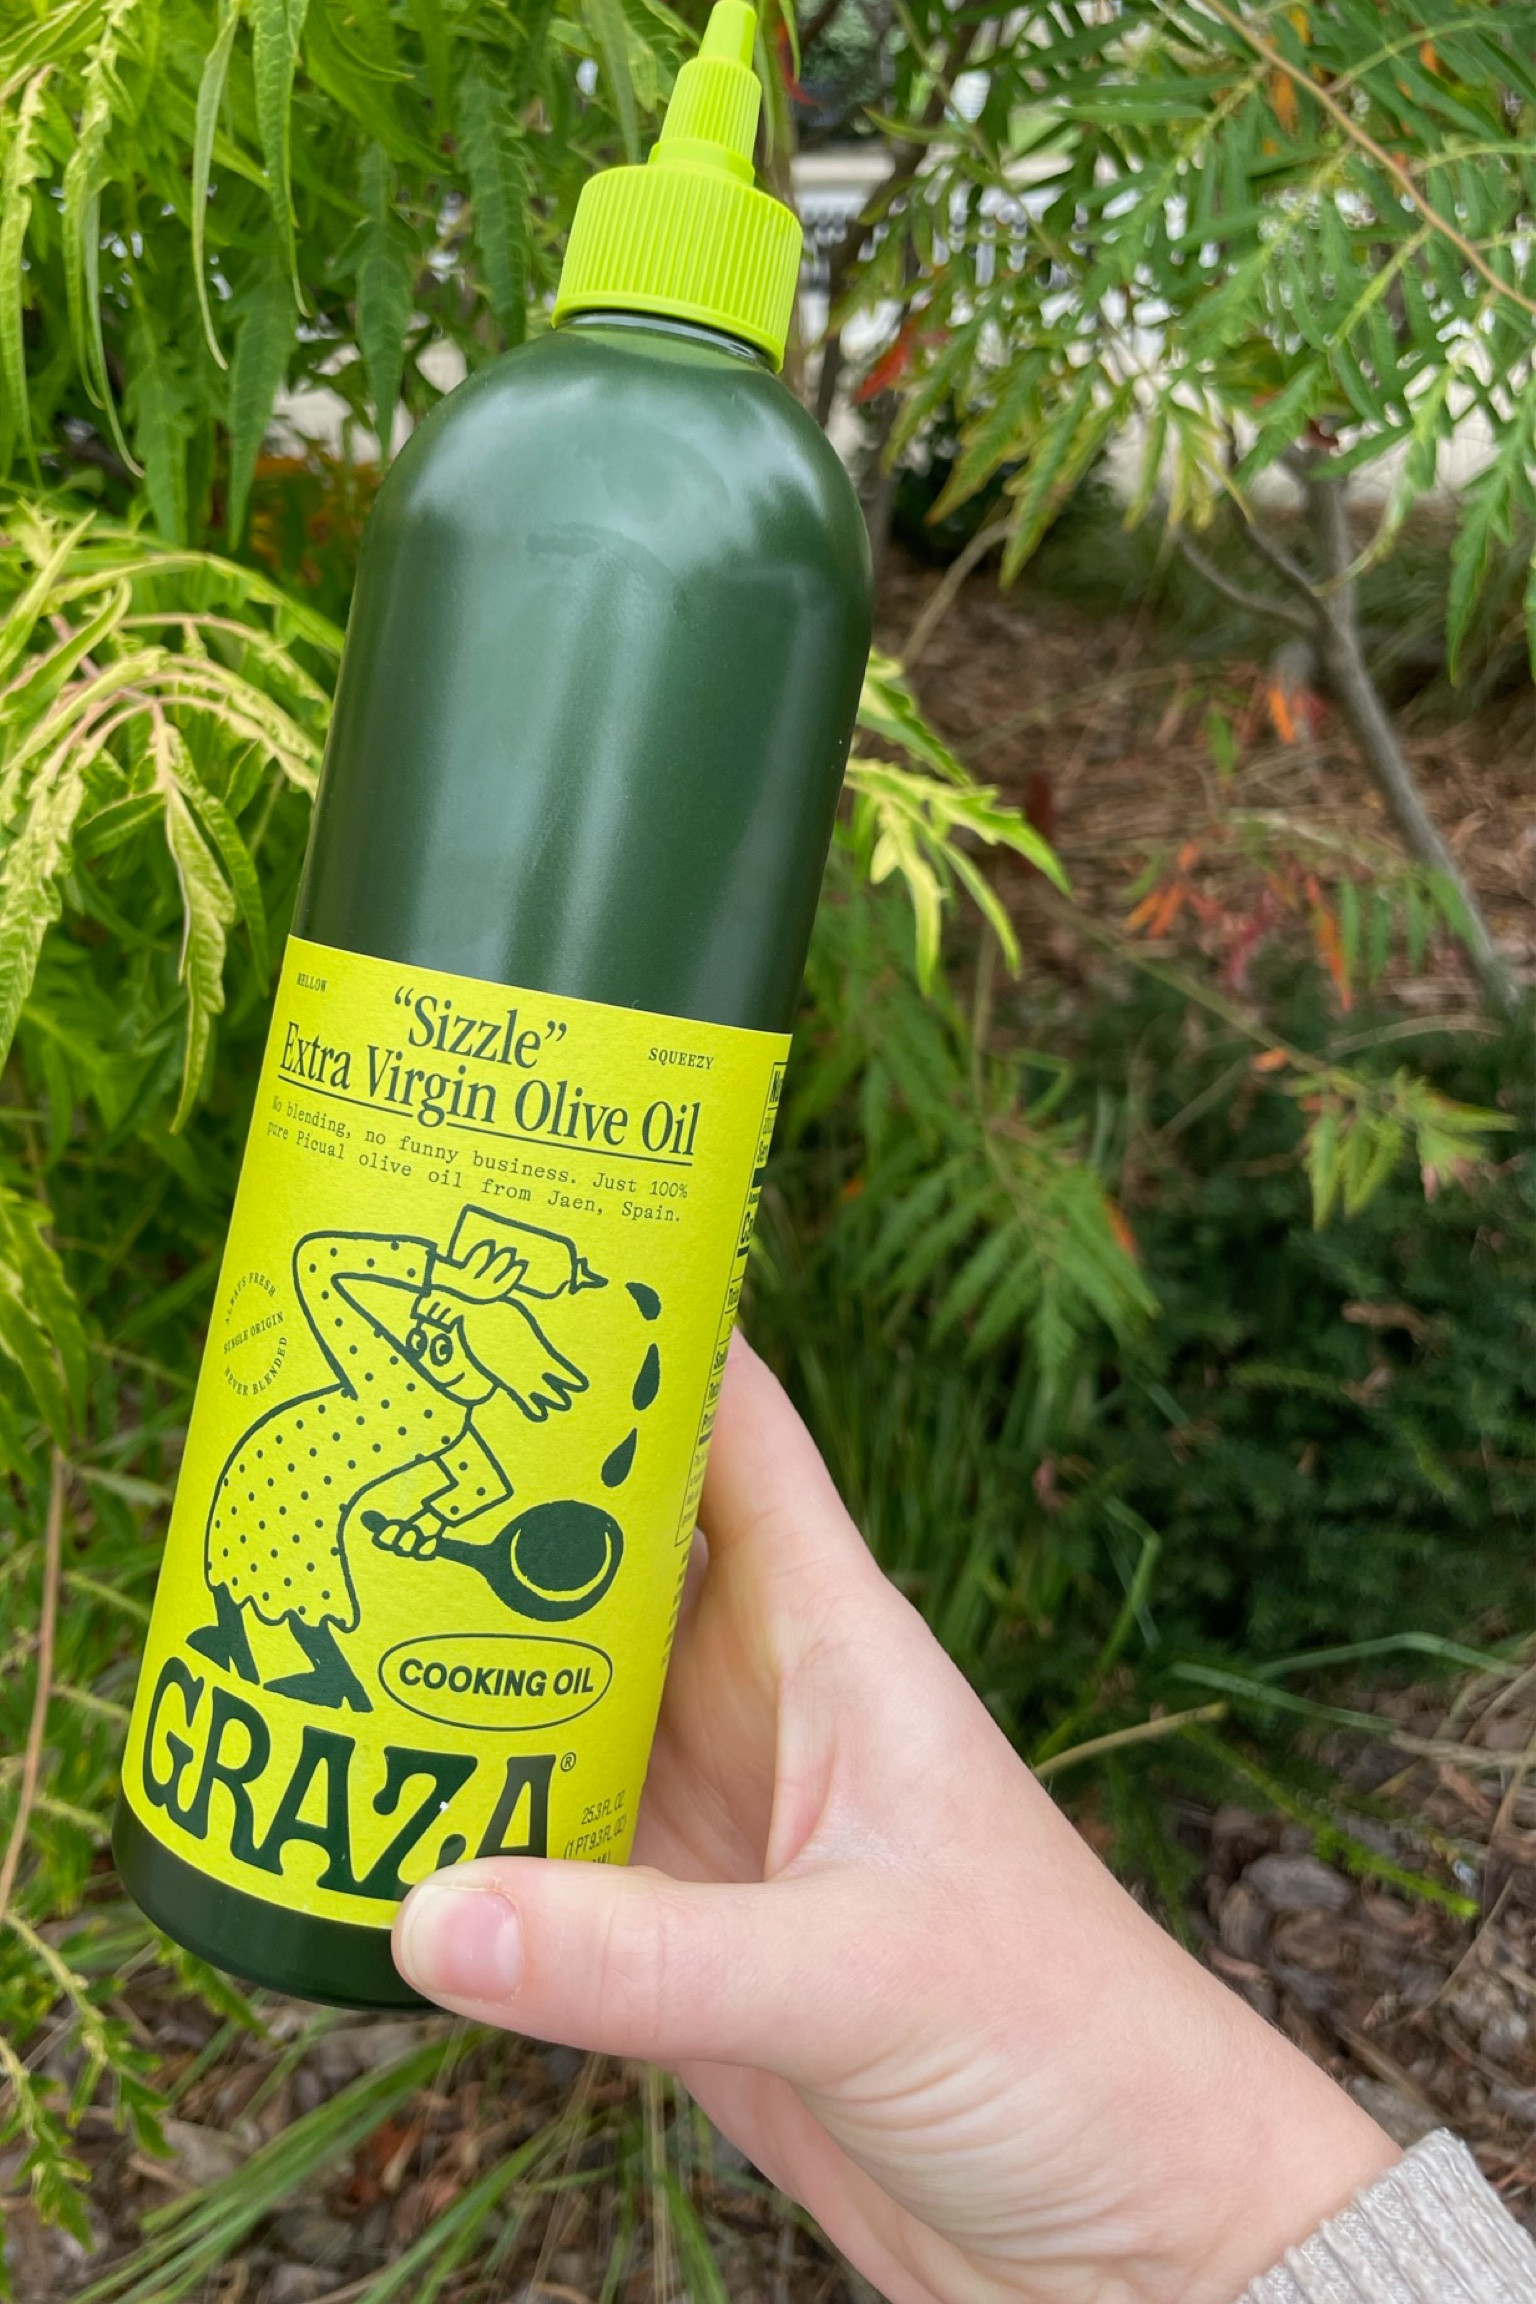 MELLOW
"Sizzle"
SQUEEZY
Extra Virgin Olive Oil
No blending, no funny business. Just 100%
pure Picual olive oil from Jaen, Spain.
ALWAYS FRESH
SINGLE ORIGIN
NEVER BLENDED
COOKING OIL
GRAZA®
25.3 FL OZ
(1 PT 9.3 FL OZ)